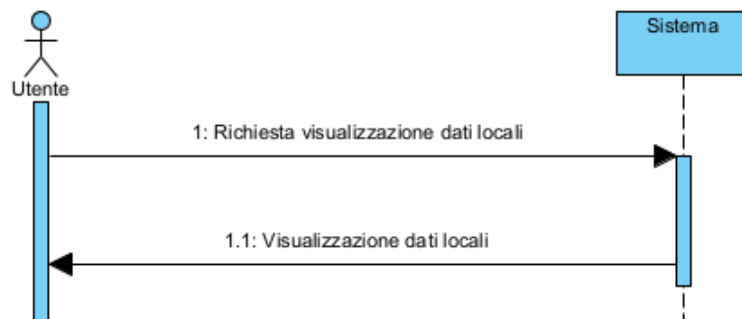 Sistema
Utente
1: Richiesta visualizzazione dati locali
1.1: Visualizzazione dati locali